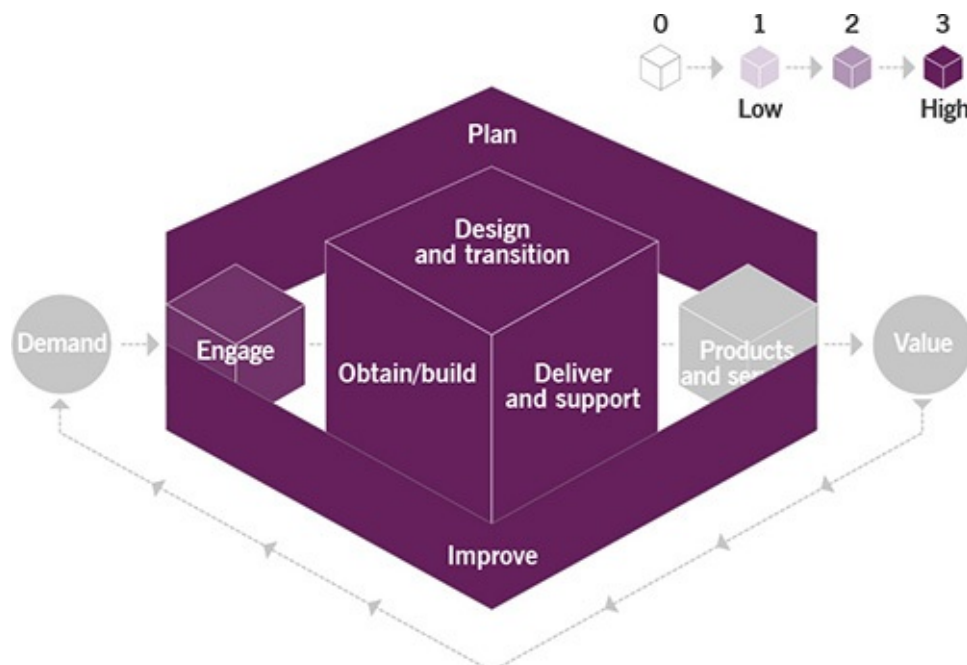 0 1 2 3
Low High
Plan
Design
and transition
Demand
Engage
Obtain/build
Deliver
and support
Products
and
Value
Improve